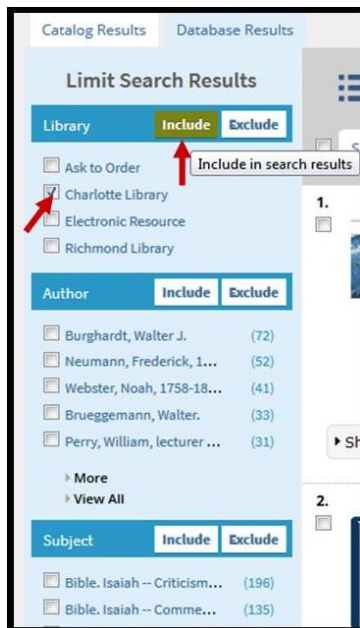 Catalog Results Database Results
Limit Search Results
Library Include Exclude
Ask to Order
Include in search results
Charlotte Library
Electronic Resource
Richmond Library
1.
Author Include Exclude
Burghardt, Walter J. (72)
Neumann, Frederick, 1... (52)
Webster, Noah, 1758-18... (41)
Brueggemann, Walter. (33)
Perry, William, lecturer ... (31)
Sh
More
View All
2.
Subject Include Exclude
Bible. Isaiah -- Criticism... (196)
Bible. Isaiah -- Comme... (135)